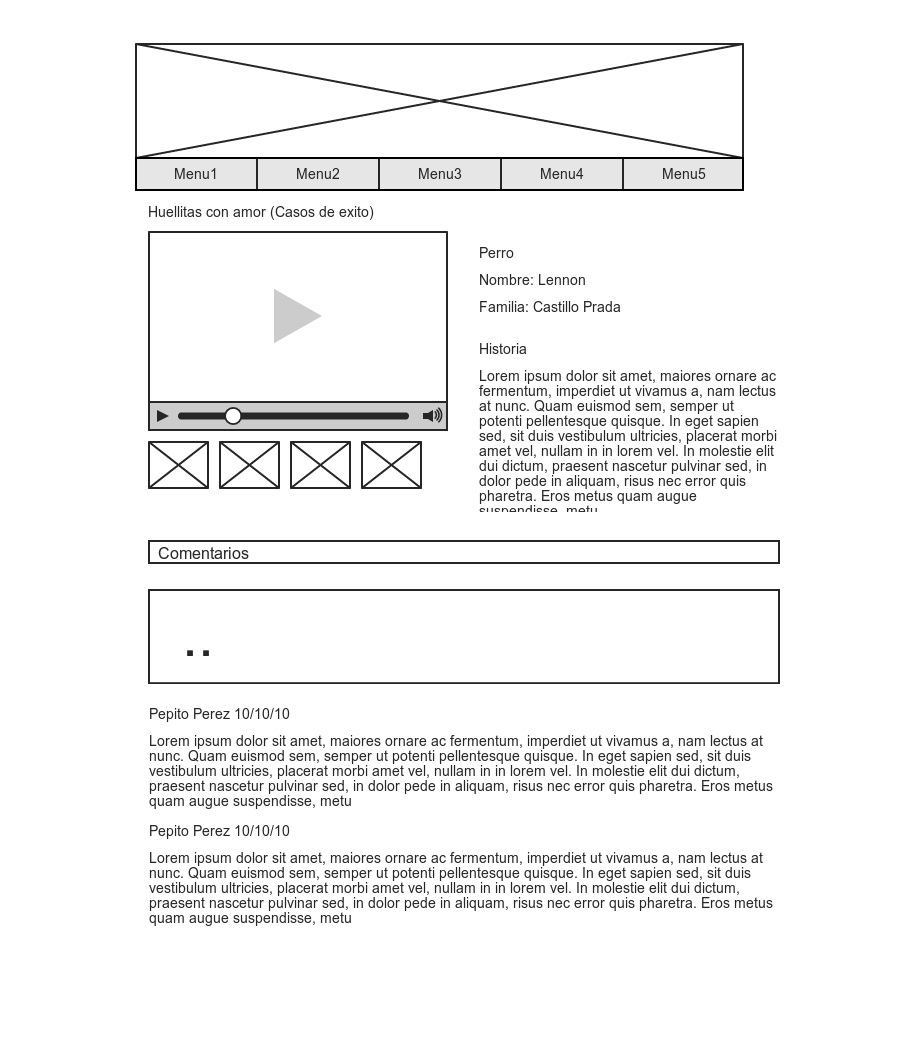 Menu1 Menu2 Menu3 Menu4 Menu5
Huellitas con amor (Casos de exito)
Perro
Nombre: Lennon
Familia: Castillo Prada
Historia
Lorem ipsum dolor sit amet, maiores ornare ac
fermentum, imperdiet ut vivamus a, nam lectus
at nunc. Quam euismod sem, semper ut
potenti pellentesque quisque. In eget sapien
sed, sit duis vestibulum ultricies, placerat morbi
amet vel, nullam in in lorem vel. In molestie elit
dui dictum, praesent nascetur pulvinar sed, in
dolor pede in aliquam, risus nec error quis
pharetra. Eros metus quam augue
suspendisse, metu
Comentarios
..
Pepito Perez 10/10/10
Lorem ipsum dolor sit amet, maiores ornare ac fermentum, imperdiet ut vivamus a, nam lectus at
nunc. Quam euismod sem, semper ut potenti pellentesque quisque. In eget sapien sed, sit duis
vestibulum ultricies, placerat morbi amet vel, nullam in in lorem vel. In molestie elit dui dictum,
praesent nascetur pulvinar sed, in dolor pede in aliquam, risus nec error quis pharetra. Eros metus
quam augue suspendisse, metu
Pepito Perez 10/10/10
Lorem ipsum dolor sit amet, maiores ornare ac fermentum, imperdiet ut vivamus a, nam lectus at
nunc. Quam euismod sem, semper ut potenti pellentesque quisque. In eget sapien sed, sit duis
vestibulum ultricies, placerat morbi amet vel, nullam in in lorem vel. In molestie elit dui dictum,
praesent nascetur pulvinar sed, in dolor pede in aliquam, risus nec error quis pharetra. Eros metus
quam augue suspendisse, metu